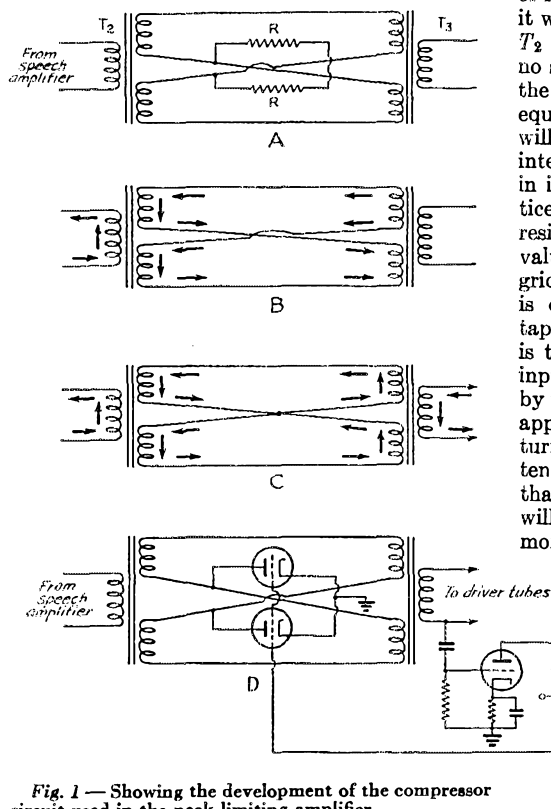 T2
T3
R
From
speech
amplifier
R
A
B
C
From
speech
amplifier
To driver tubes
D
Fig. 1 — Showing the development of the compressor
it w
T2
no s
the
equ
will
inte
in i
tice
resi
valu
grid
is c
tap
is t
inp
by
app
turi
ten
tha
will
mo